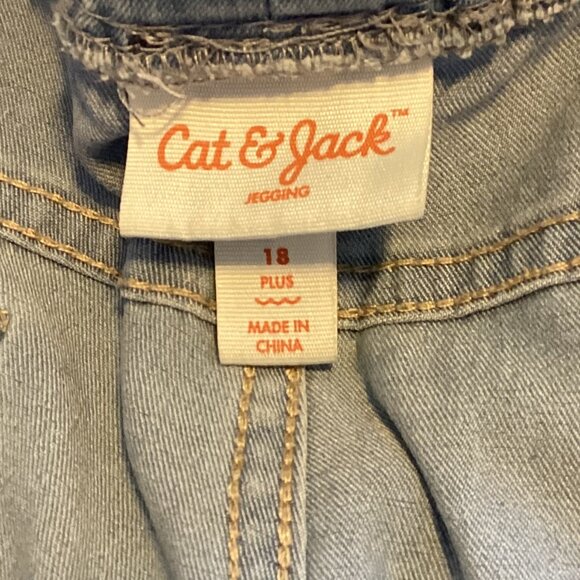 Cat & Jack™
JEGGING
18
PLUS
MADE IN
CHINA